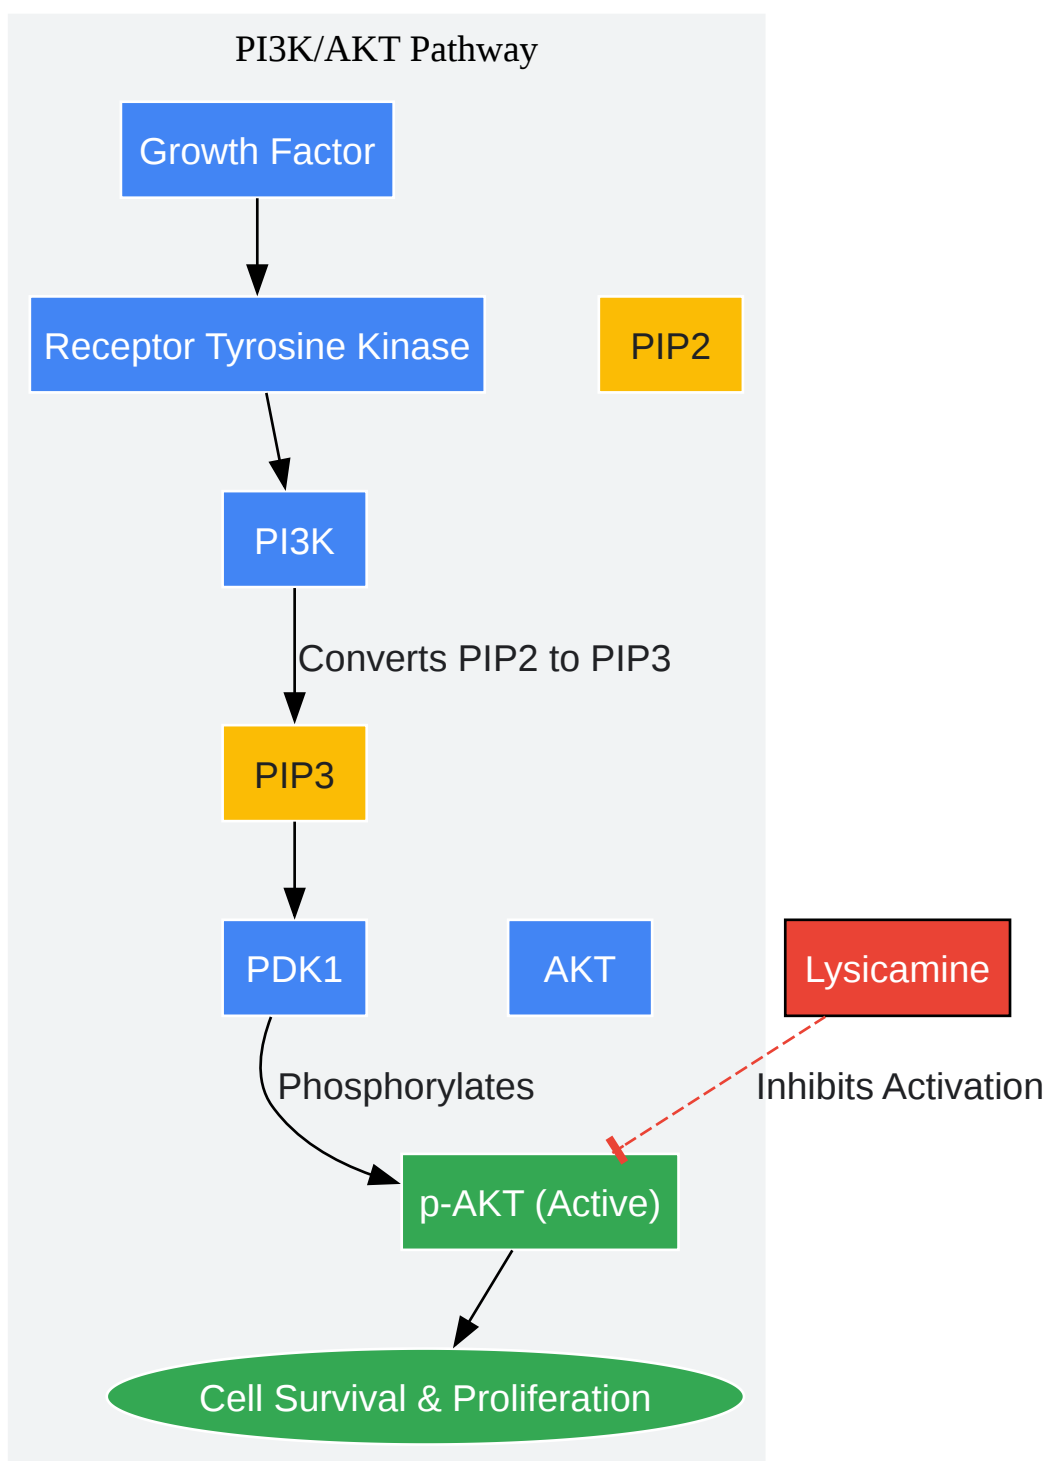 PI3K/AKT Pathway
Growth Factor
Receptor Tyrosine Kinase
PIP2
PI3K
Converts PIP2 to PIP3
PIP3
PDK1
AKT
Lysicamine
Phosphorylates
Inhibits Activation
p-AKT (Active)
Cell Survival & Proliferation